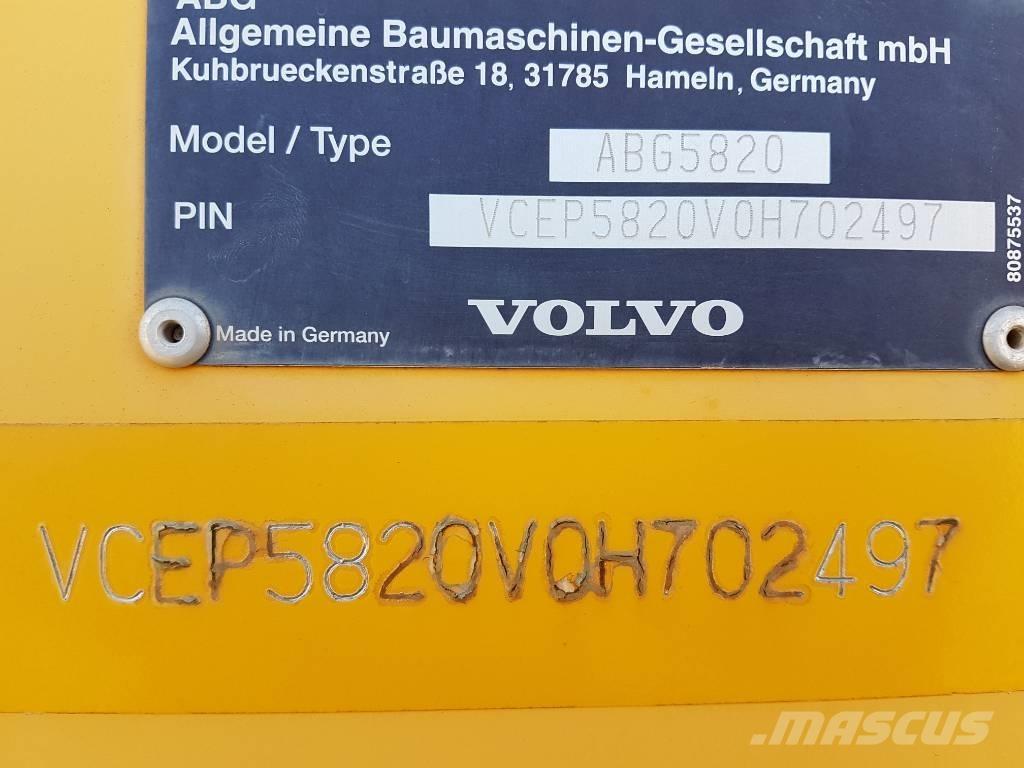 ABG
Allgemeine Baumaschinen-Gesellschaft mbH
Kuhbrueckenstraße 18, 31785 Hameln, Germany
Model / Type ABG5820
PIN VCEP5820V0H702497
80875537
VOLVO
Made in Germany
VCEP5820V0H702497
.MASCUS